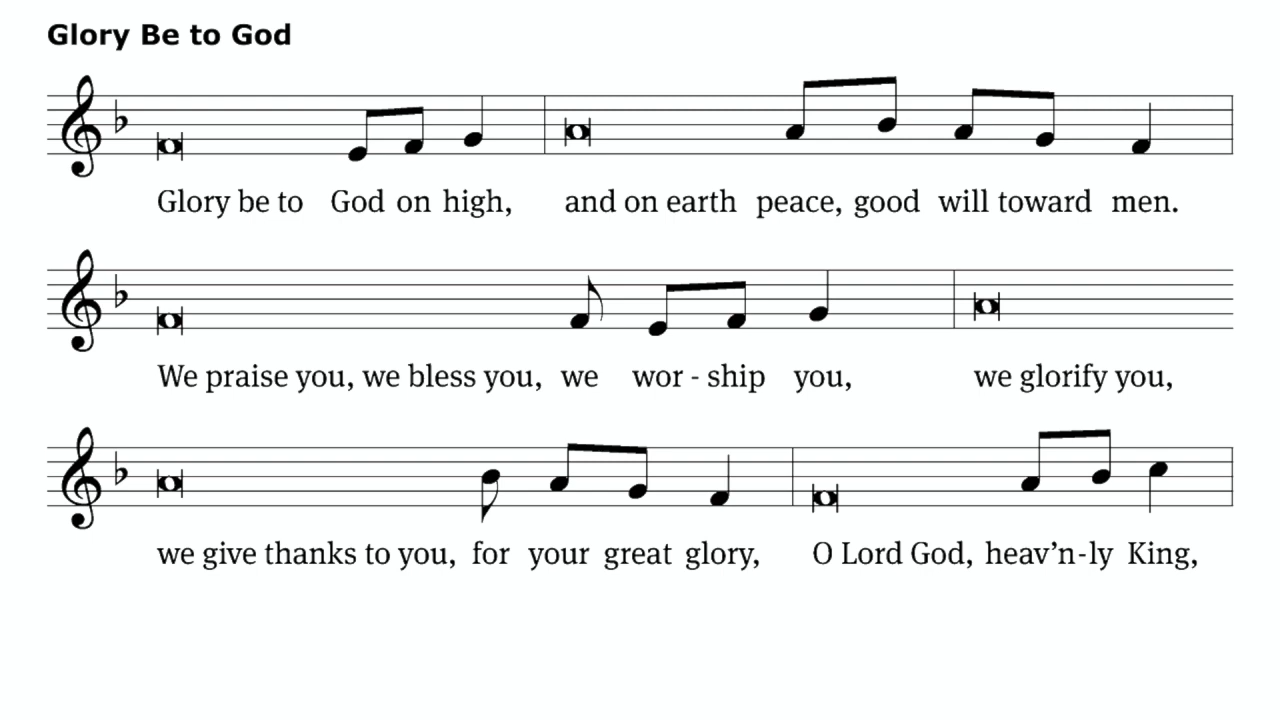 Glory Be to God
Glory be to God on high, and on earth peace, good will toward men.
We praise you, we bless you, we wor - ship you, we glorify you,
we give thanks to you, for your great glory, O Lord God, heav’n-ly King,